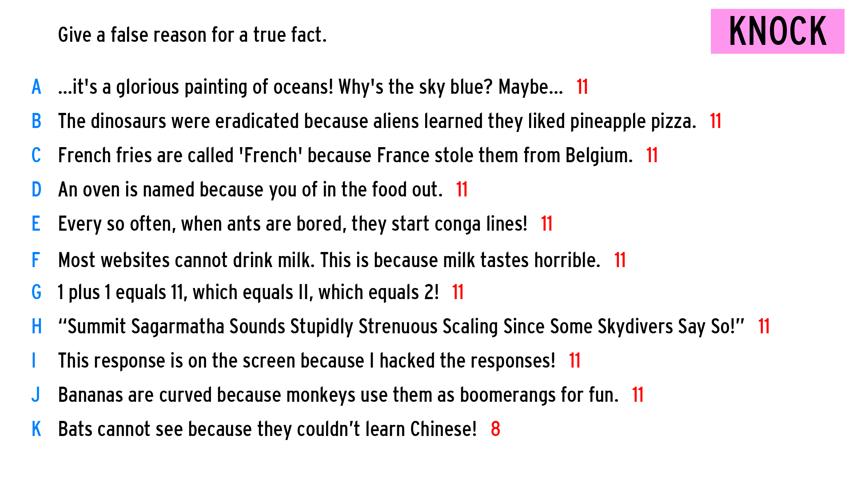 Give a false reason for a true fact.
KNOCK
A ...it's a glorious painting of oceans! Why's the sky blue? Maybe... 11
B The dinosaurs were eradicated because aliens learned they liked pineapple pizza. 11
C French fries are called 'French' because France stole them from Belgium. 11
D An oven is named because you of in the food out. 11
E Every so often, when ants are bored, they start conga lines! 11
F Most websites cannot drink milk. This is because milk tastes horrible. 11
G 1 plus 1 equals 11, which equals II, which equals 2! 11
H “Summit Sagarmatha Sounds Stupidly Strenuous Scaling Since Some Skydivers Say So!” 11
I This response is on the screen because I hacked the responses! 11
J Bananas are curved because monkeys use them as boomerangs for fun. 11
K Bats cannot see because they couldn’t learn Chinese! 8